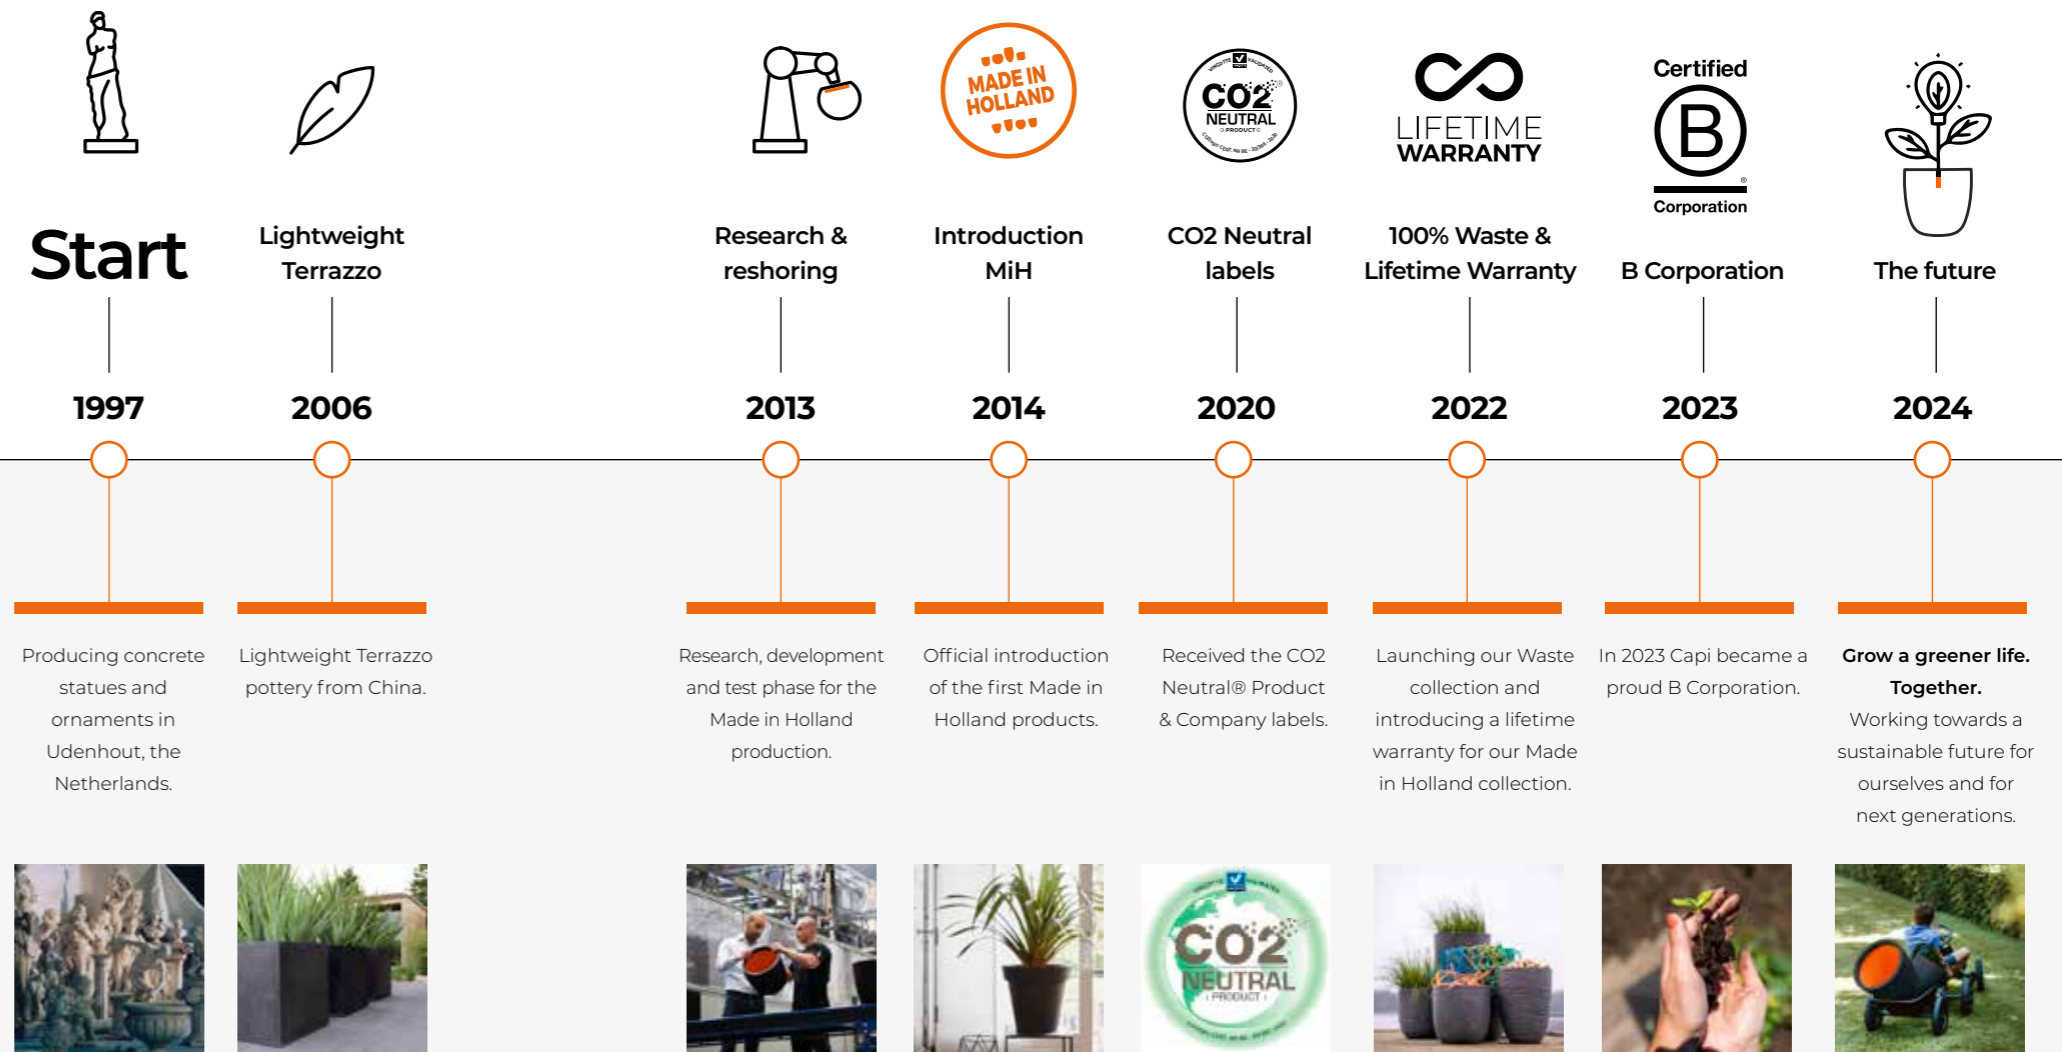 MADE IN
HOLLAND
VINÇOTTE VALIDATED
CO2
NEUTRAL
PRODUCT
LIFETIME
WARRANTY
Certified
B
®
Corporation
Start
Lightweight
Terrazzo
Research &
reshoring
Introduction
MiH
CO2 Neutral
labels
100% Waste &
Lifetime Warranty
B Corporation
The future
1997
2006
2013
2014
2020
2022
2023
2024
Producing concrete
statues and
ornaments in
Udenhout, the
Netherlands.
Lightweight Terrazzo
pottery from China.
Research, development
and test phase for the
Made in Holland
production.
Official introduction
of the first Made in
Holland products.
Received the CO2
Neutral® Product
& Company labels.
Launching our Waste
collection and
introducing a lifetime
warranty for our Made
in Holland collection.
In 2023 Capi became a
proud B Corporation.
Grow a greener life.
Together.
Working towards a
sustainable future for
ourselves and for
next generations.
CO2
NEUTRAL
PRODUCT